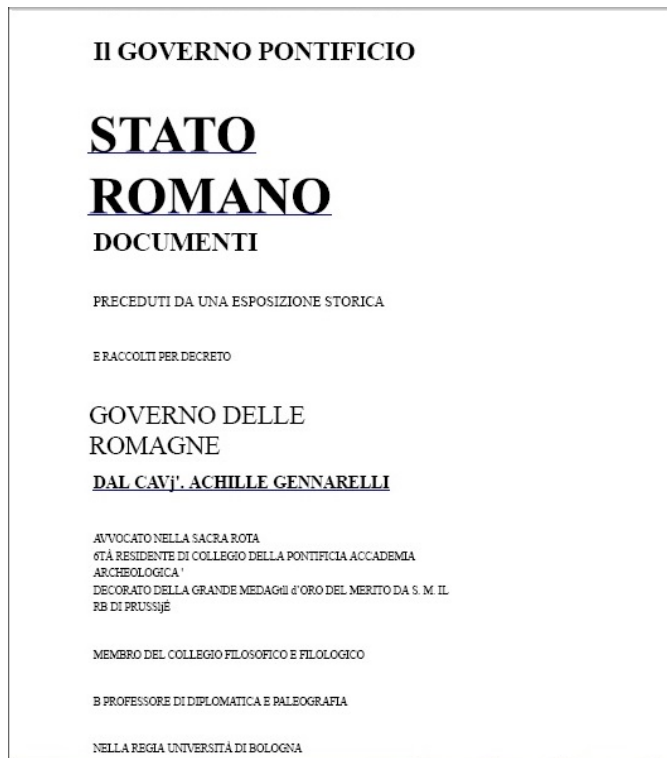 Il GOVERNO PONTIFICIO
STATO
ROMANO
DOCUMENTI
PRECEDUTI DA UNA ESPOSIZIONE STORICA
E RACCOLTI PER DECRETO
GOVERNO DELLE
ROMAGNE
DAL CAVj'. ACHILLE GENNARELLI
AVVOCATO NELLA SACRA ROTA
6TÀ RESIDENTE DI COLLEGIO DELLA PONTIFICIA ACCADEMIA
ARCHEOLOGICA '
DECORATO DELLA GRANDE MEDAGtll d'ORO DEL MERITO DA S. M. IL
RB DI PRUSSljÉ
MEMBRO DEL COLLEGIO FILOSOFICO E FILOLOGICO
B PROFESSORE DI DIPLOMATICA E PALEOGRAFIA
NELLA REGIA UNIVERSITÀ DI BOLOGNA